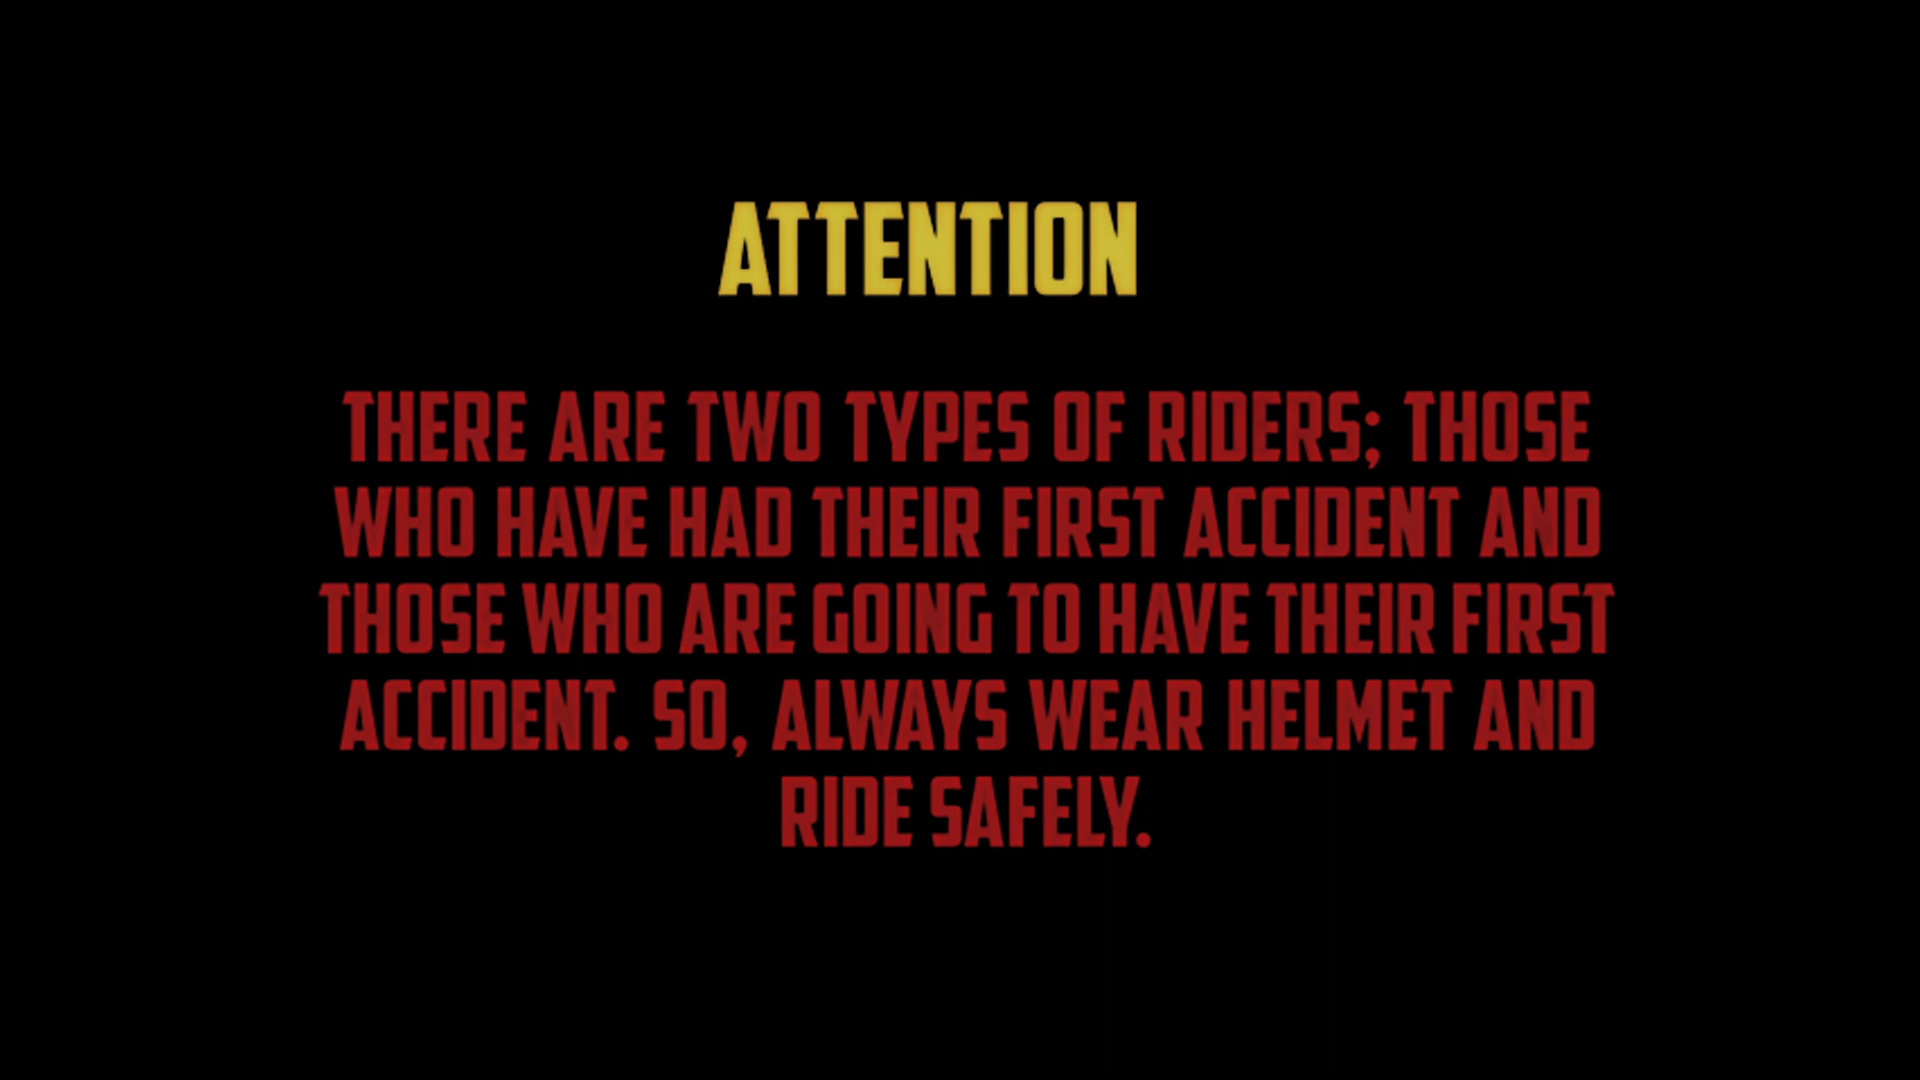 ATTENTION
THERE ARE TWO TYPES OF RIDERS; THOSE
WHO HAVE HAD THEIR FIRST ACCIDENT AND
THOSE WHO ARE GOING TO HAVE THEIR FIRST
ACCIDENT. SO, ALWAYS WEAR HELMET AND
RIDE SAFELY.